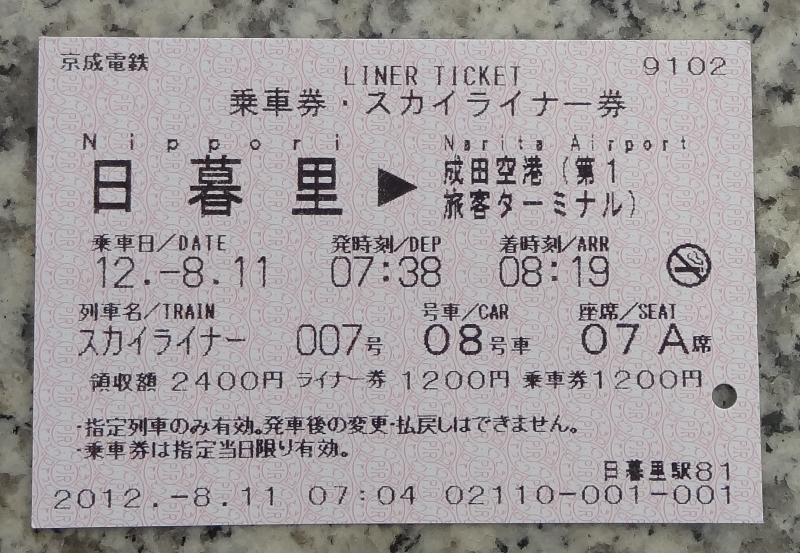 京成電鉄
LINER TICKET
9102
乗車券・スカイライナー券
Nippori
Narita Airport
日暮里 ▶ 成田空港(第1
旅客ターミナル)
乗車日/DATE 発時刻/DEP 着時刻/ARR
12.-8.11 07:38 08:19
列車名/TRAIN 号車/CAR 座席/SEAT
スカイライナー 007号 08号車 07 A席
領収額 2400円 ライナー券 1200円 乗車券1200円
・指定列車のみ有効。発車後の変更・払戻しはできません。
・乗車券は指定当日限り有効。
日暮里駅81
2012.-8.11 07:04 02110-001-001